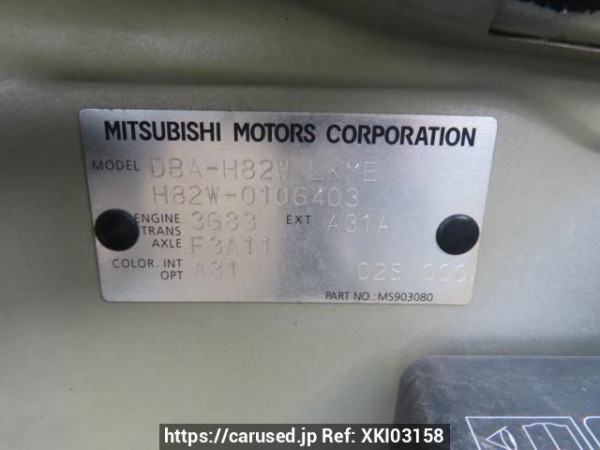 MITSUBISHI MOTORS CORPORATION
MODEL DBA-H82W LKME
H82W-0106403
ENGINE 3G83 EXT A31A
TRANS AXLE F3A11
COLOR. INT OPT A31 02S 000
PART NO.: MS903080
https://carused.jp Ref: XKI03158